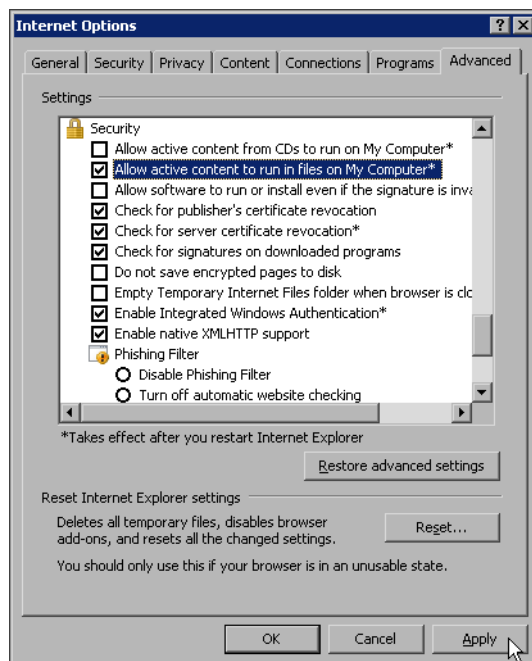 Internet Options
General Security Privacy Content Connections Programs Advanced
Settings
Security
Allow active content from CDs to run on My Computer*
Allow active content to run in files on My Computer*
Allow software to run or install even if the signature is inva
Check for publisher's certificate revocation
Check for server certificate revocation*
Check for signatures on downloaded programs
Do not save encrypted pages to disk
Empty Temporary Internet Files folder when browser is clo
Enable Integrated Windows Authentication*
Enable native XMLHTTP support
Phishing Filter
Disable Phishing Filter
Turn off automatic website checking
*Takes effect after you restart Internet Explorer
Restore advanced settings
Reset Internet Explorer settings
Deletes all temporary files, disables browser
add-ons, and resets all the changed settings.
Reset...
You should only use this if your browser is in an unusable state.
OK Cancel Apply